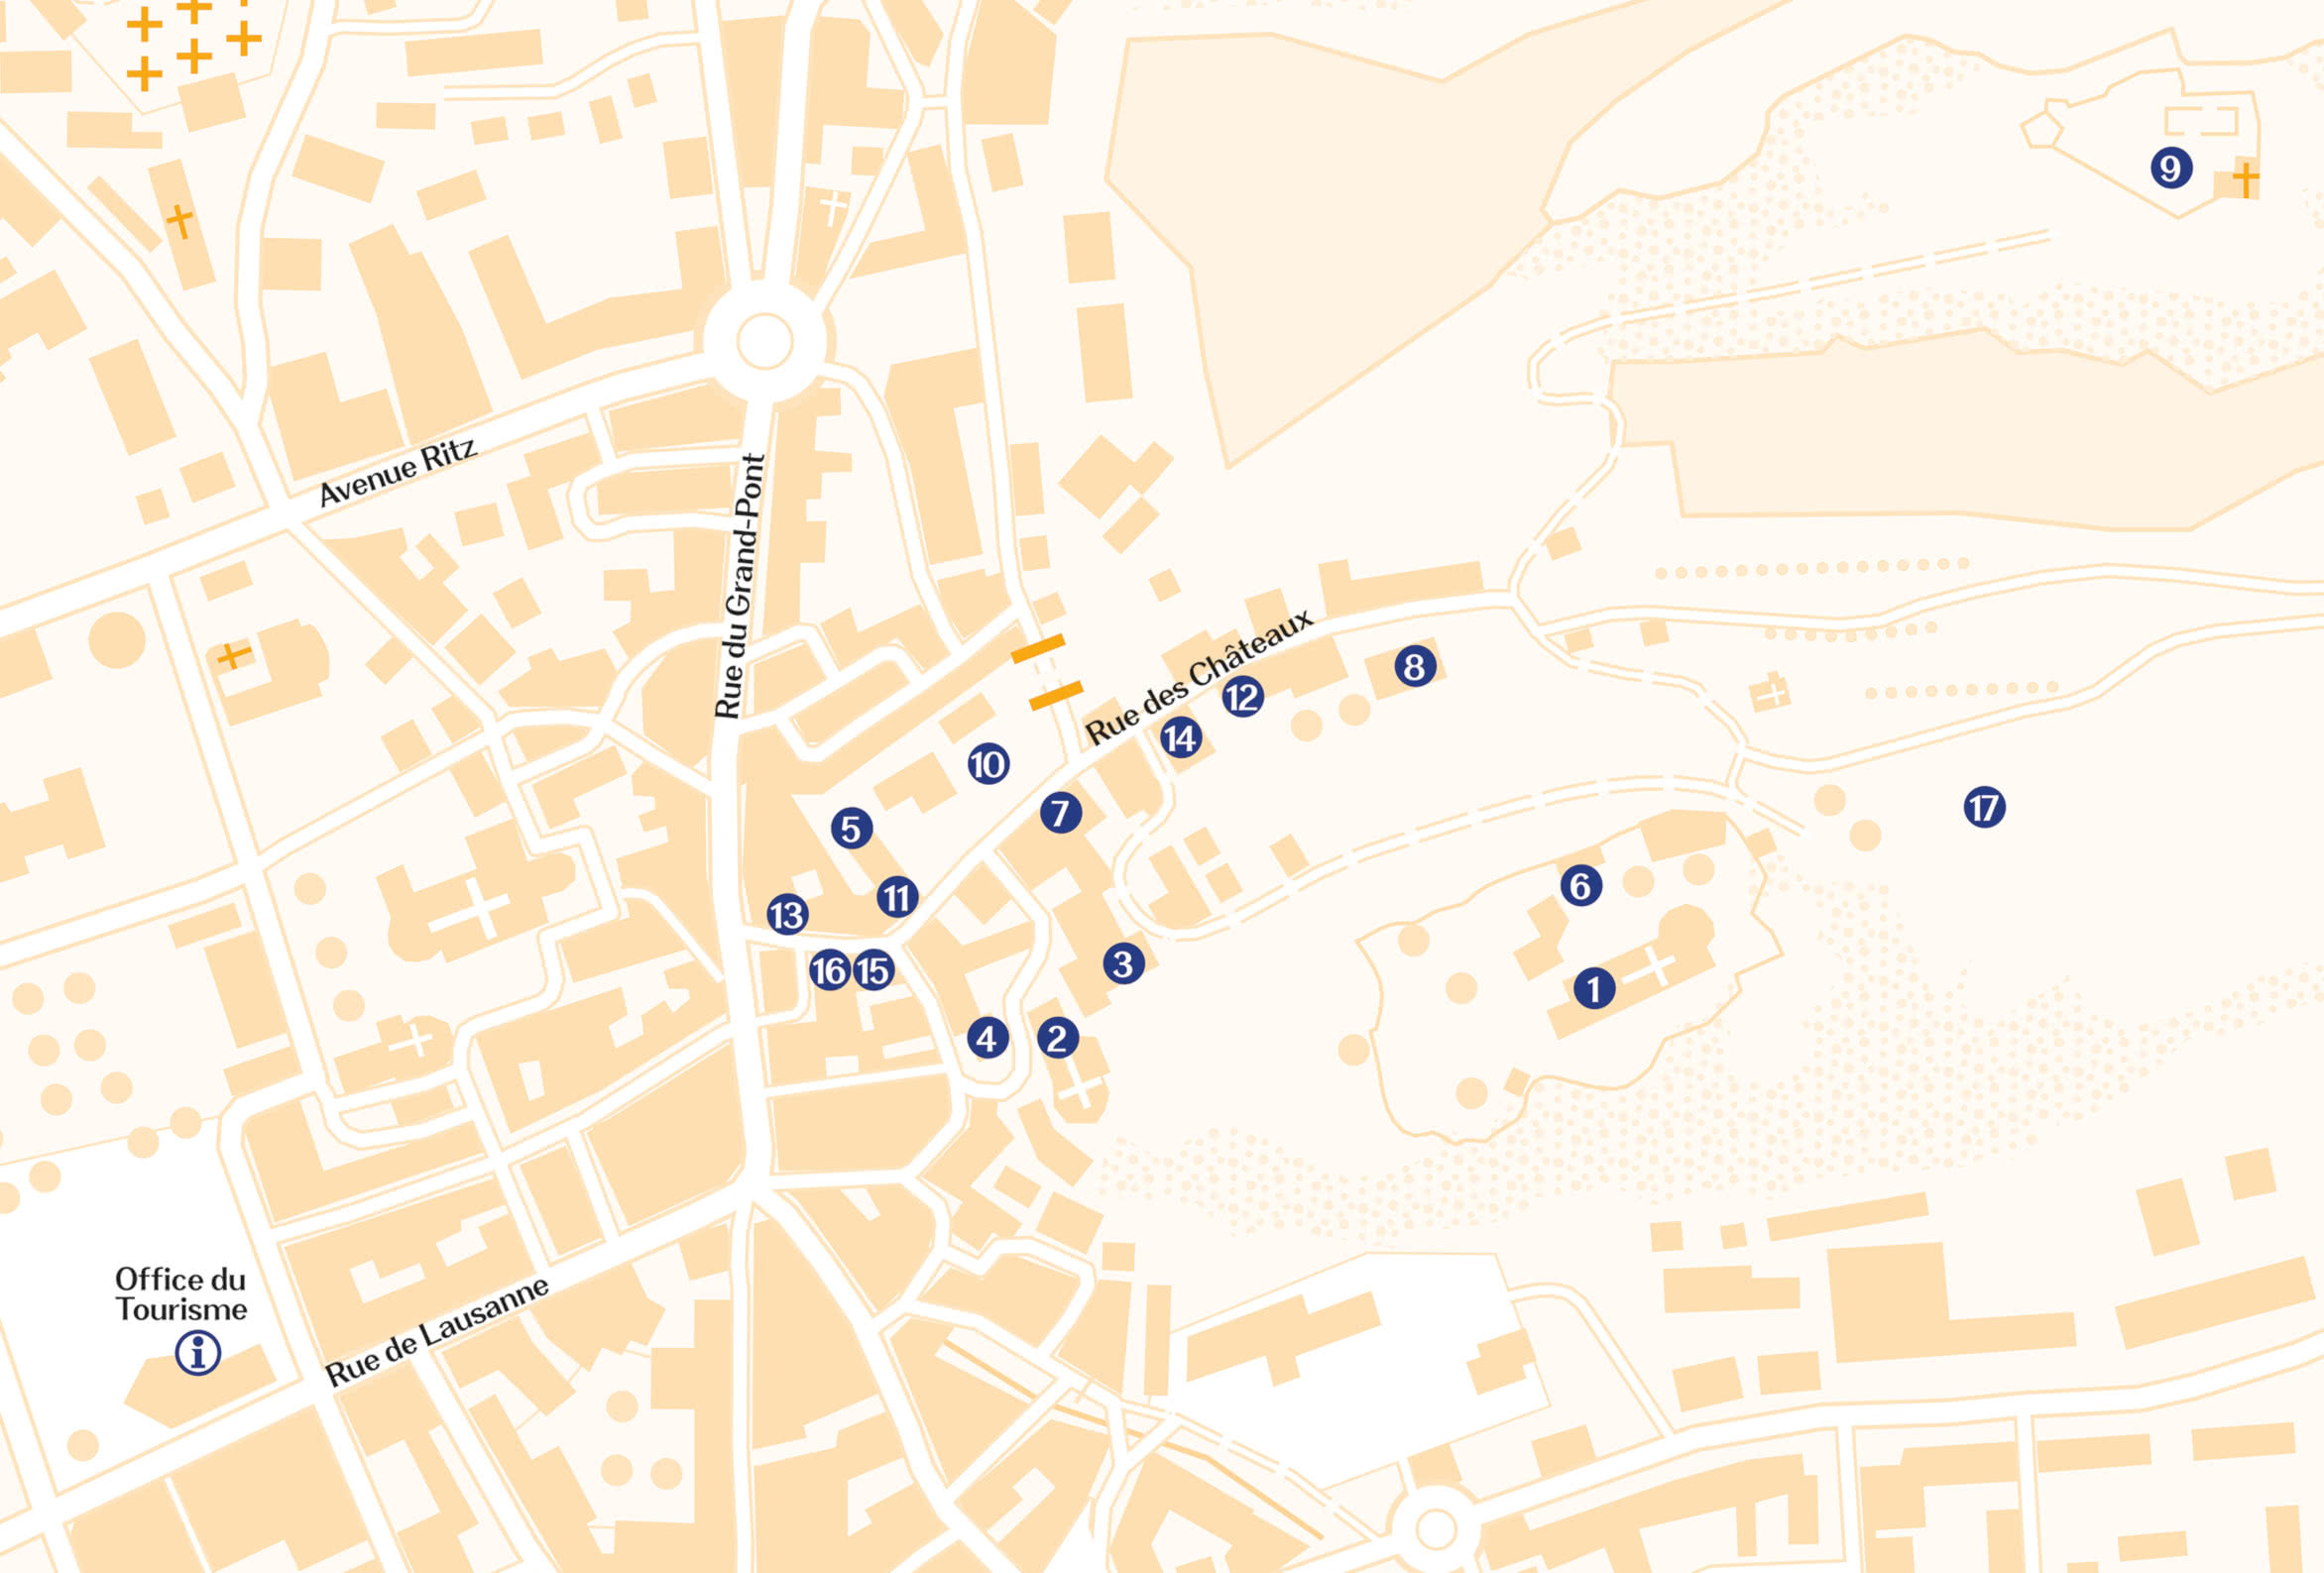 9
Avenue Ritz
Rue du Grand-Pont
Rue des Châteaux
8
12
14
10
7
5
17
11
6
13
16
15
3
1
4
2
Office du
Tourisme
i
Rue de Lausanne